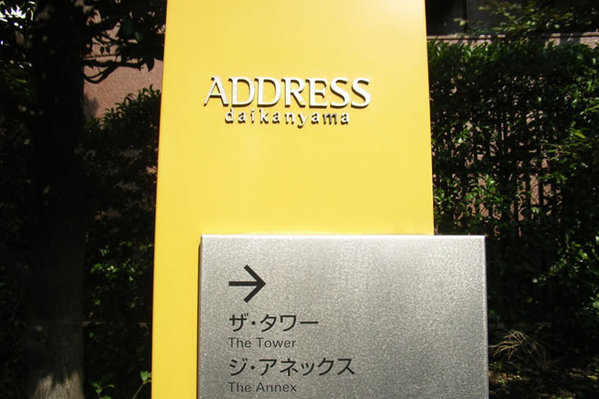 ADDRESS
daikanyama
→
ザ・タワー
The Tower
ジ・アネックス
The Annex